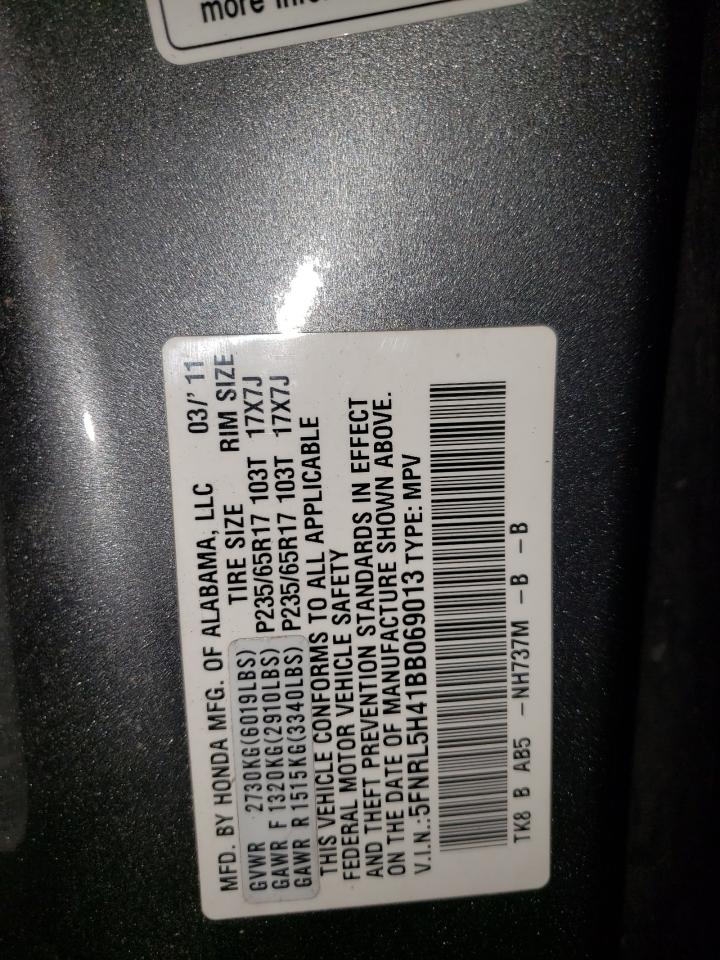 more
MFD. BY HONDA MFG. OF ALABAMA, LLC 03/' 11
TIRE SIZE RIM SIZE
GVWR 2730KG(6019LBS)
GAWR F 1320KG(2910LBS) P235/65R17 103T 17X7J
GAWR R 1515KG(3340LBS) P235/65R17 103T 17X7J
THIS VEHICLE CONFORMS TO ALL APPLICABLE
FEDERAL MOTOR VEHICLE SAFETY
AND THEFT PREVENTION STANDARDS IN EFFECT
ON THE DATE OF MANUFACTURE SHOWN ABOVE.
V.I.N.:5FNRL5H41BB069013 TYPE: MPV
TK8 B AB5 -NH737M -B -B